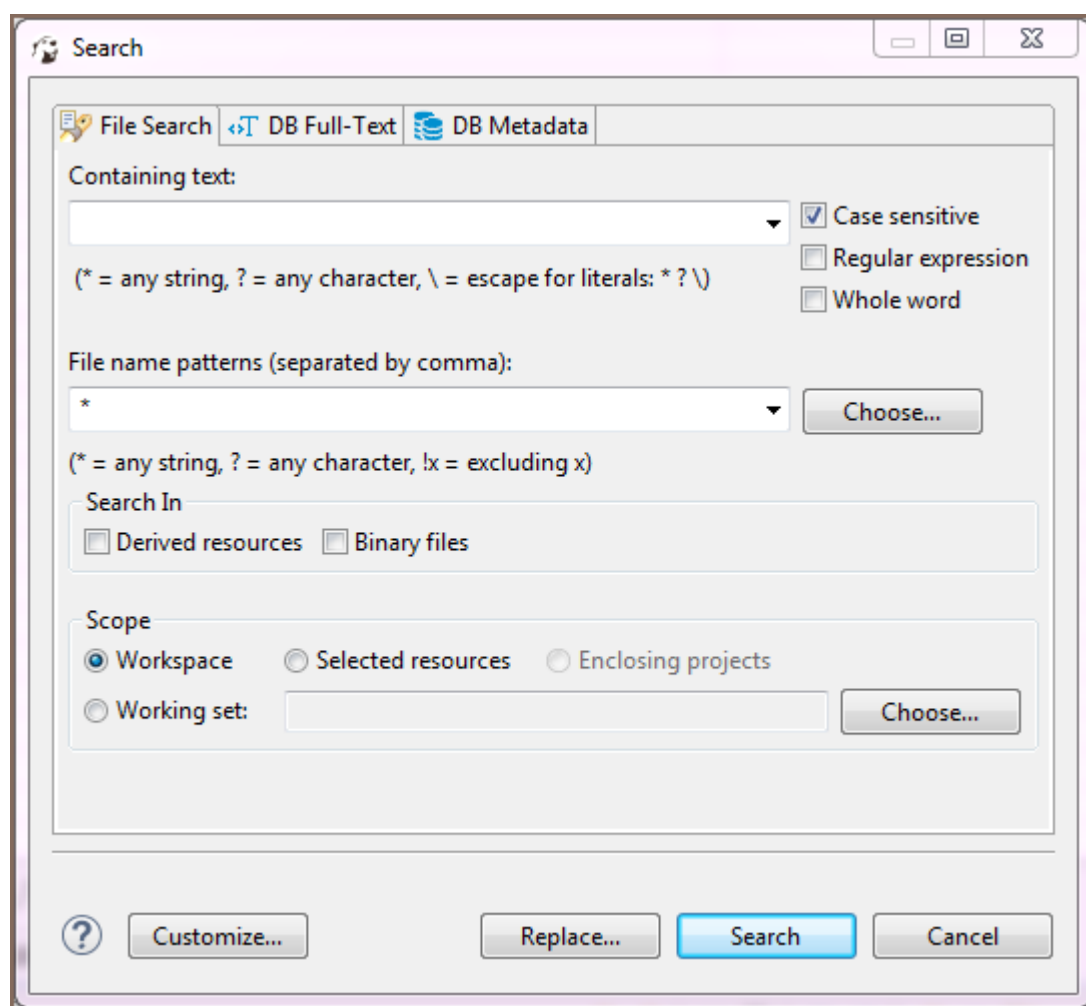 Search
File Search DB Full-Text DB Metadata
Containing text:
Case sensitive
(* = any string, ? = any character, \ = escape for literals: * ? \) Regular expression
Whole word
File name patterns (separated by comma):
* Choose...
(* = any string, ? = any character, !x = excluding x)
Search In
Derived resources Binary files
Scope
Workspace Selected resources Enclosing projects
Working set: Choose...
? Customize... Replace... Search Cancel